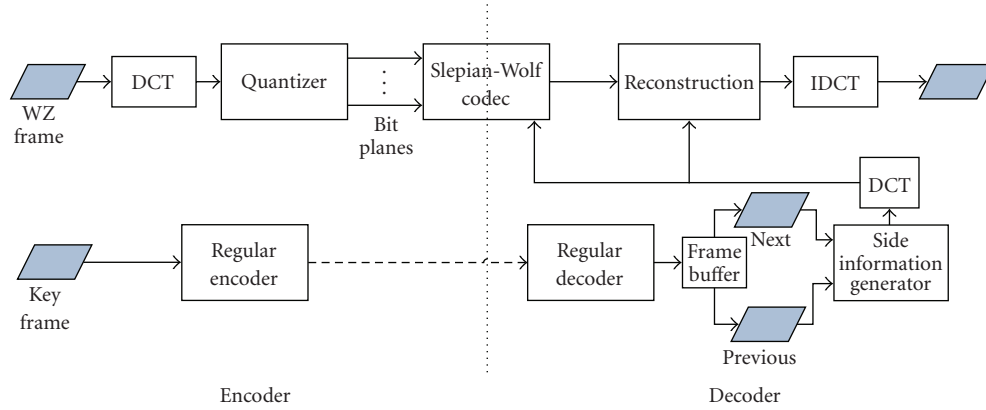 WZ
frame
DCT
Quantizer
Bit
planes
Slepian-Wolf
codec
Reconstruction
IDCT
DCT
Key
frame
Regular
encoder
Regular
decoder
Frame
buffer
Next
Previous
Side
information
generator
Encoder
Decoder